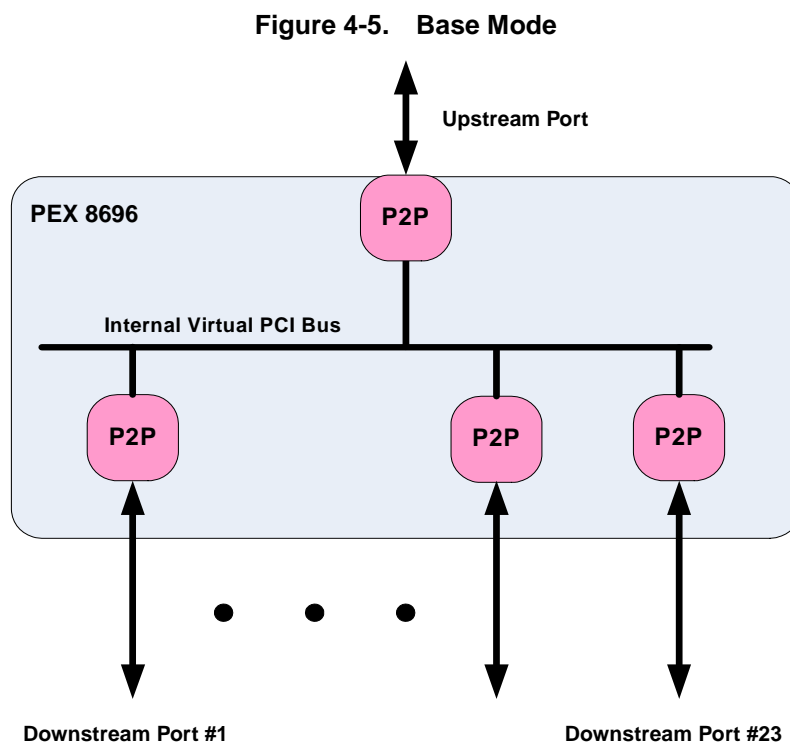 Figure 4-5. Base Mode
Upstream Port
PEX 8696
P2P
Internal Virtual PCI Bus
P2P
P2P
P2P
Downstream Port #1
Downstream Port #23